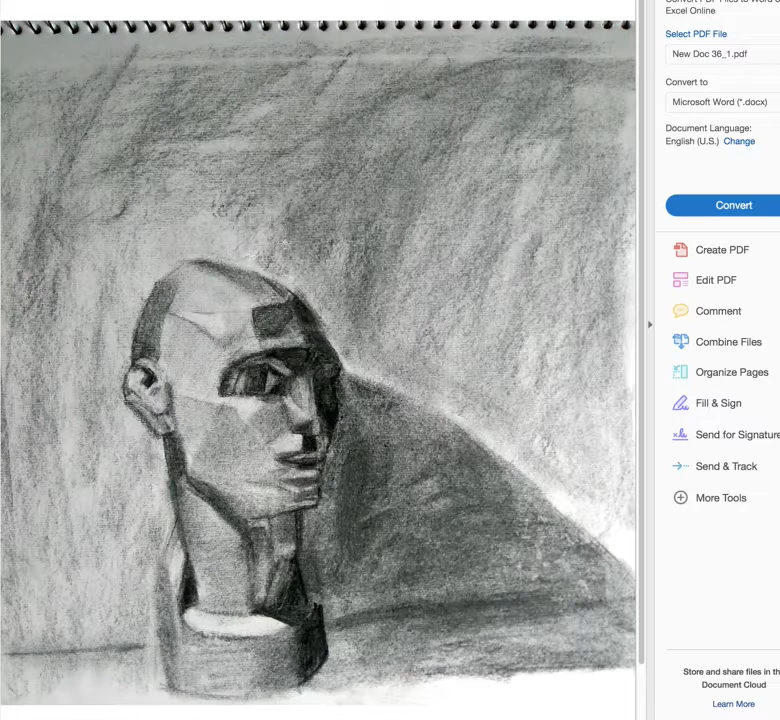 Excel Online
Select PDF File
New Doc 36_1.pdf
Convert to
Microsoft Word (*.docx)
Document Language:
English (U.S.) Change
Convert
Create PDF
Edit PDF
Comment
Combine Files
Organize Pages
Fill & Sign
Send for Signature
Send & Track
More Tools
Store and share files in th
Document Cloud
Learn More